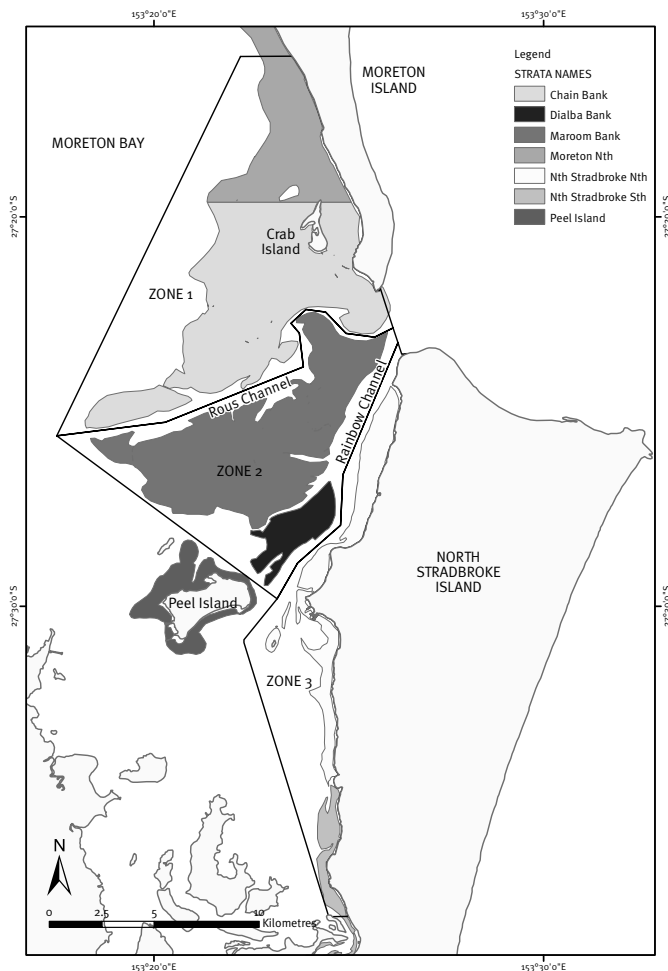 153°20'0"E
153°30'0"E
Legend
STRATA NAMES
Chain Bank
Dialba Bank
Maroom Bank
Moreton Nth
Nth Stradbroke Nth
Nth Stradbroke Sth
Peel Island
MORETON
ISLAND
MORETON BAY
27°20'0"S
27°20'0"S
Crab
Island
ZONE 1
Rous Channel
Rainbow Channel
ZONE 2
NORTH
STRADBROKE
ISLAND
Peel Island
27°30'0"S
27°30'0"S
ZONE 3
N
0 2.5 5 10
Kilometres
153°20'0"E
153°30'0"E